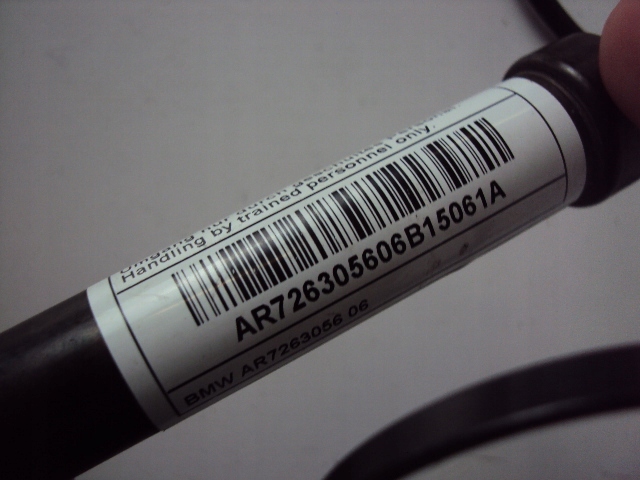 Handling by trained personnel only.
AR726305606B15061A
BMW AR7263056 06